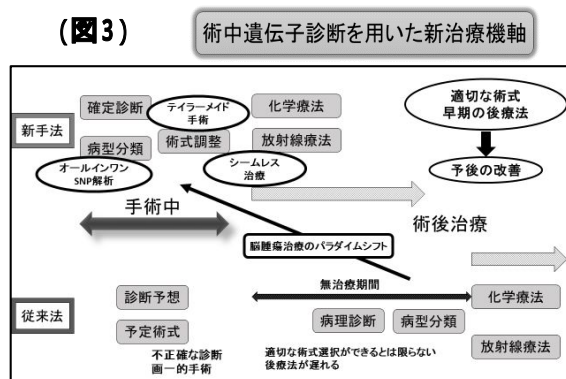 (図3)
術中遺伝子診断を用いた新治療機軸
新手法
確定診断
テイラーメイド
手術
化学療法
適切な術式
早期の後療法
病型分類
術式調整
放射線療法
オールインワン
SNP解析
シームレス
治療
予後の改善
手術中
術後治療
脳腫瘍治療のパラダイムシフト
従来法
診断予想
無治療期間
化学療法
予定術式
病理診断
病型分類
放射線療法
不正確な診断
画一的手術
適切な術式選択ができるとは限らない
後療法が遅れる